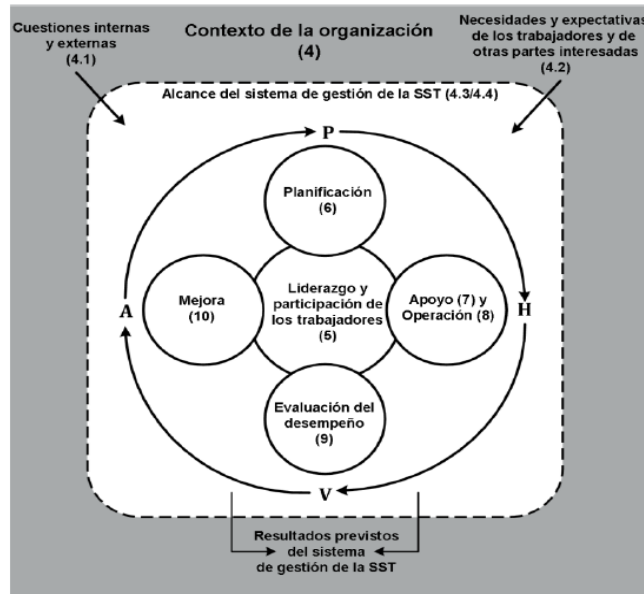 Cuestiones internas
y externas
(4.1)
Contexto de la organización
(4)
Necesidades y expectativas
de los trabajadores y de
otras partes interesadas
(4.2)
Alcance del sistema de gestión de la SST (4.3/4.4)
P
Planificación
(6)
A
Mejora
(10)
Liderazgo y
participación de
los trabajadores
(5)
Apoyo (7) y
Operación (8)
H
Evaluación del
desempeño
(9)
V
Resultados previstos
del sistema
de gestión de la SST